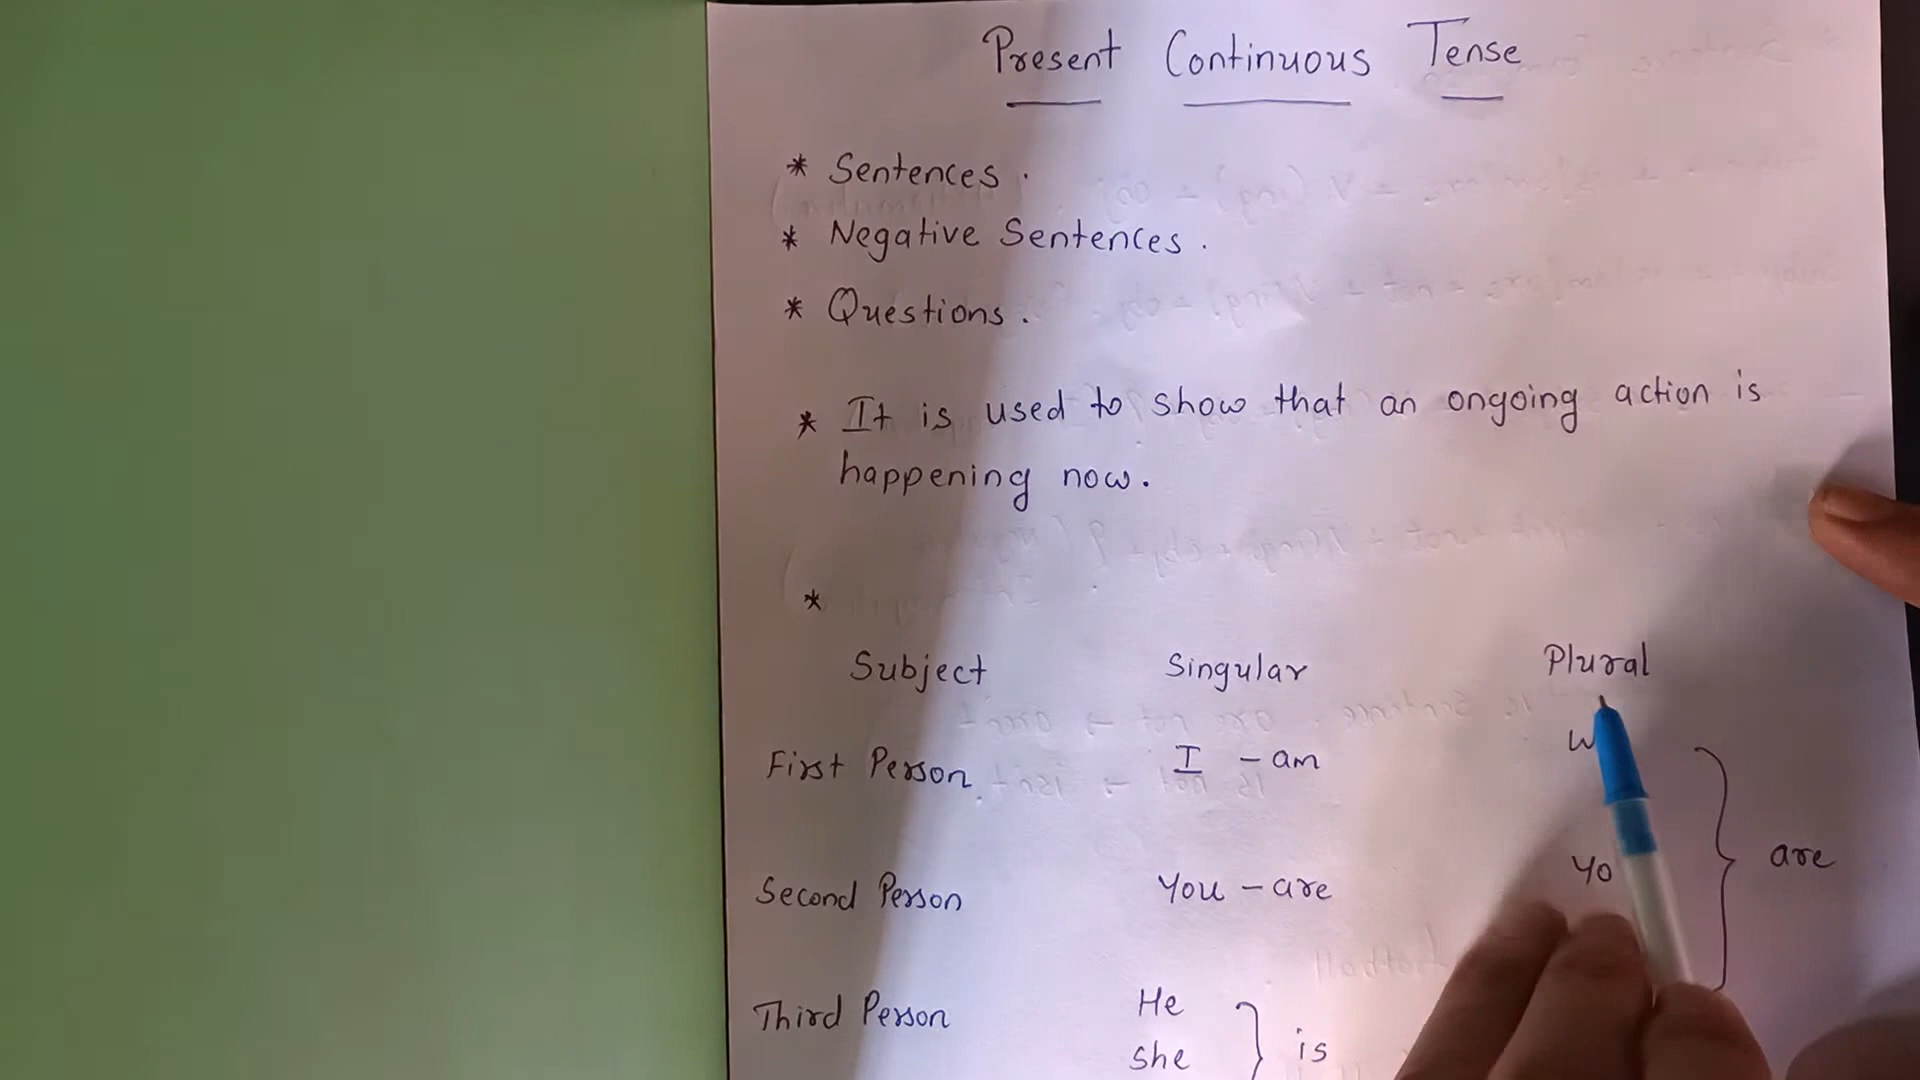 Present Continuous Tense
* Sentences.
* Negative Sentences.
* Questions.
* It is used to show that an ongoing action is
happening now.
*
Subject Singular Plural
First Person I - am
Second Person You - are
are
Third Person He
she } is